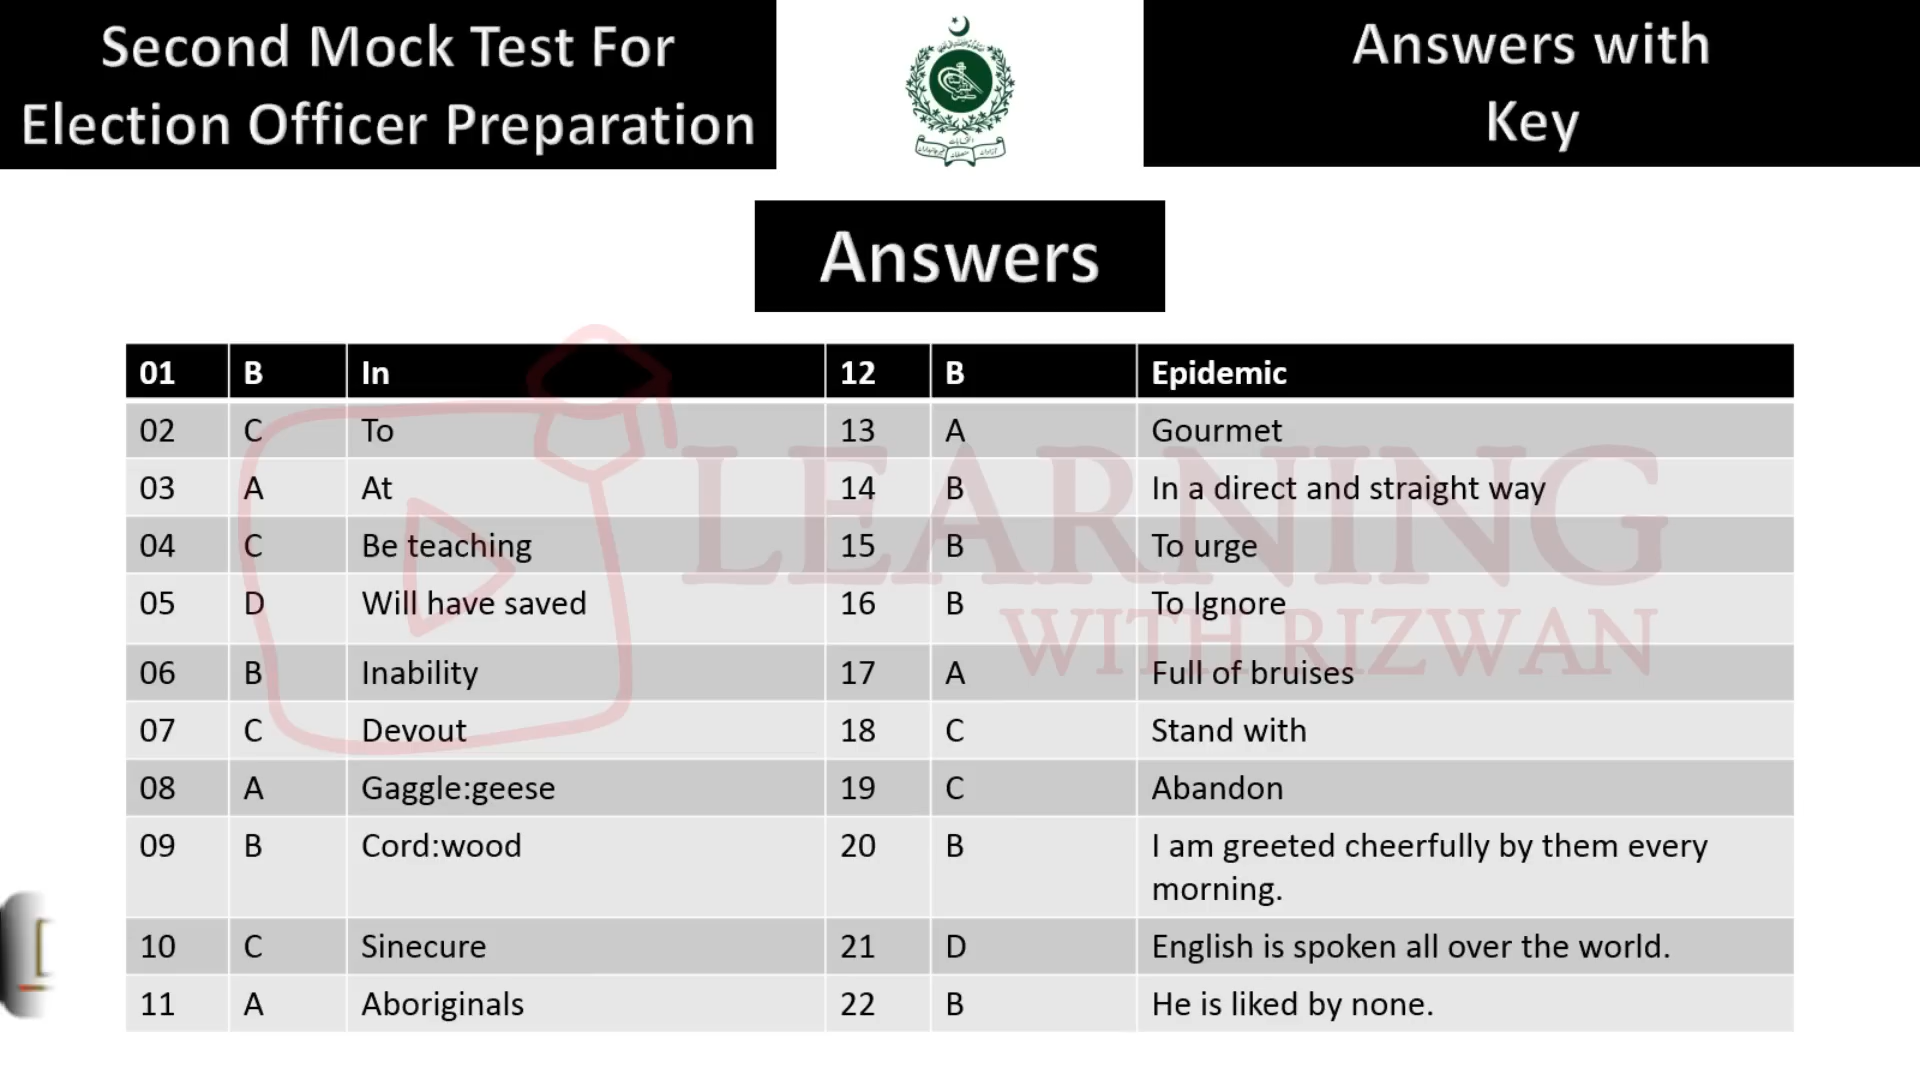 Second Mock Test For
Election Officer Preparation
Answers with
Key
Answers
01 B In 12 B Epidemic
02 C To 13 A Gourmet
03 A At 14 B In a direct and straight way
04 C Be teaching 15 B To urge
05 D Will have saved 16 B To Ignore
06 B Inability 17 A Full of bruises
07 C Devout 18 C Stand with
08 A Gaggle:geese 19 C Abandon
09 B Cord:wood 20 B I am greeted cheerfully by them every
morning.
10 C Sinecure 21 D English is spoken all over the world.
11 A Aboriginals 22 B He is liked by none.
LEARNING
WITH RIZWAN